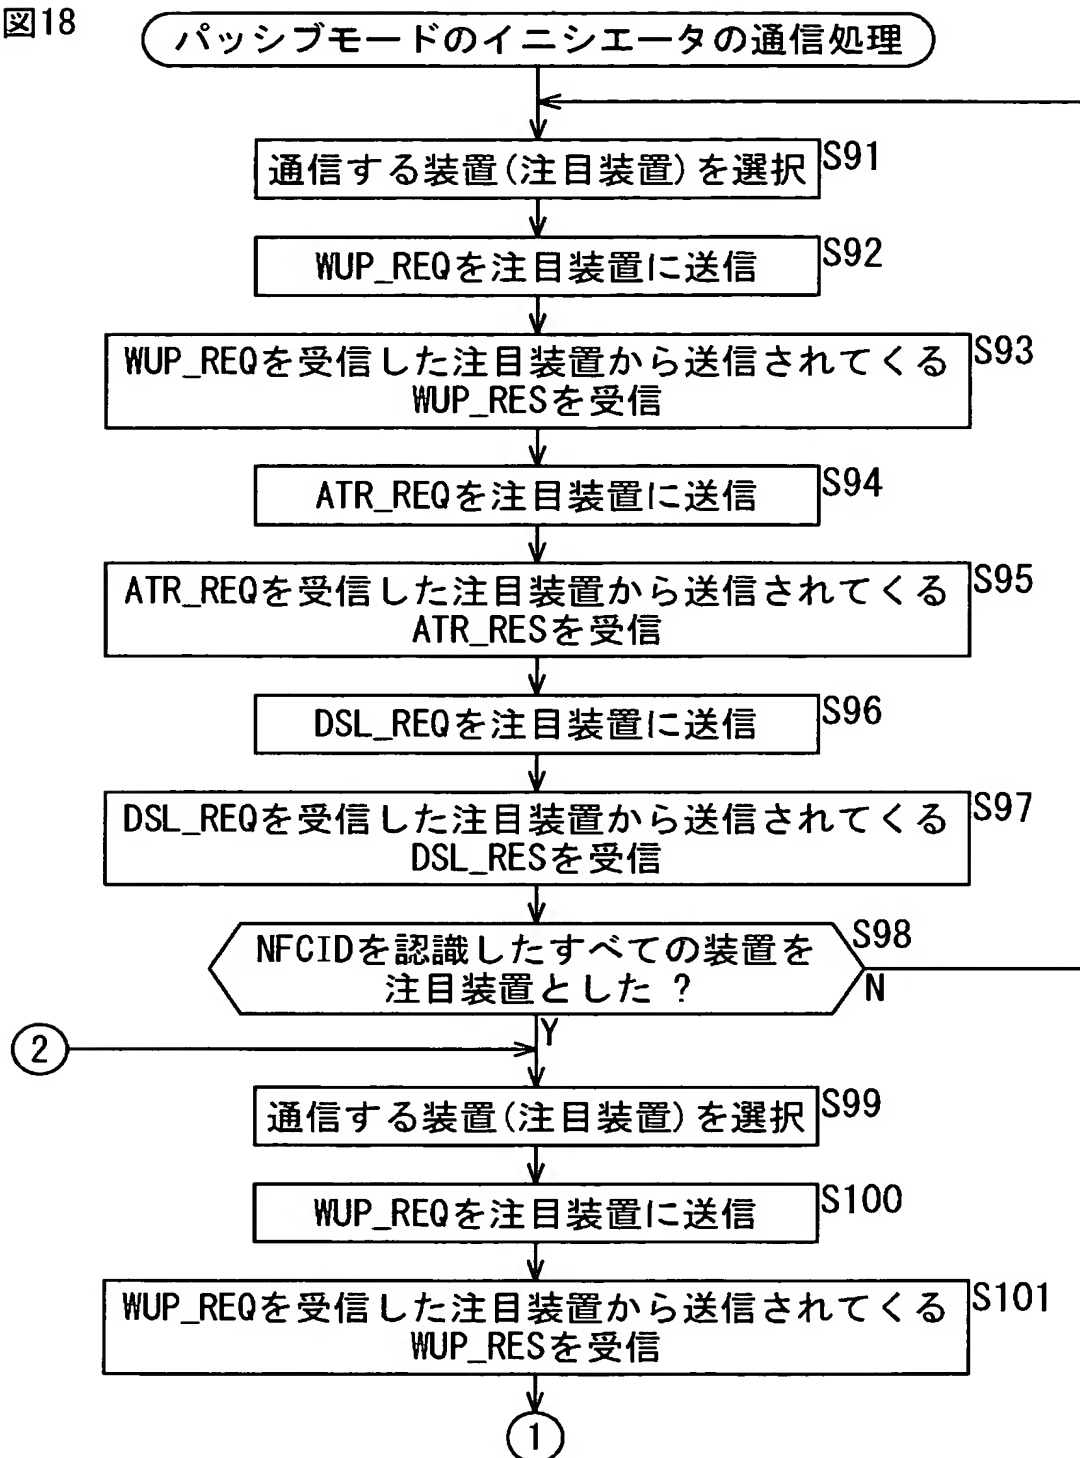 図18
パッシブモードのイニシエータの通信処理
通信する装置(注目装置)を選択
S91
WUP_REQを注目装置に送信
S92
WUP_REQを受信した注目装置から送信されてくる
WUP_RESを受信
S93
ATR_REQを注目装置に送信
S94
ATR_REQを受信した注目装置から送信されてくる
ATR_RESを受信
S95
DSL_REQを注目装置に送信
S96
DSL_REQを受信した注目装置から送信されてくる
DSL_RESを受信
S97
NFCIDを認識したすべての装置を
注目装置とした ?
S98
N
Y
2
通信する装置(注目装置)を選択
S99
WUP_REQを注目装置に送信
S100
WUP_REQを受信した注目装置から送信されてくる
WUP_RESを受信
S101
1